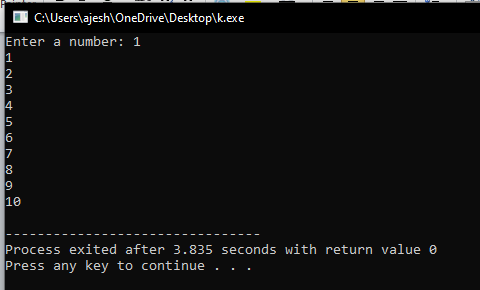 C:\Users\ajesh\OneDrive\Desktop\k.exe
Enter a number: 1
1
2
3
4
5
6
7
8
9
10
--------------------------------
Process exited after 3.835 seconds with return value 0
Press any key to continue . . .